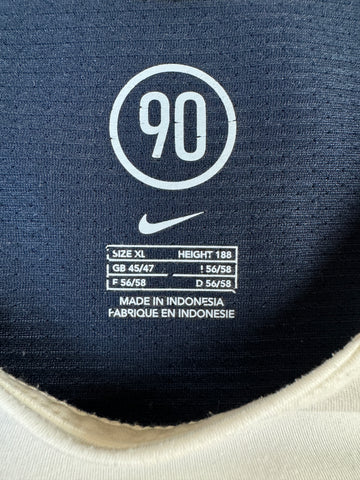 90
SIZE XL HEIGHT 188
GB 45/47 I 56/58
F 56/58 D 56/58
MADE IN INDONESIA
FABRIQUE EN INDONESIE